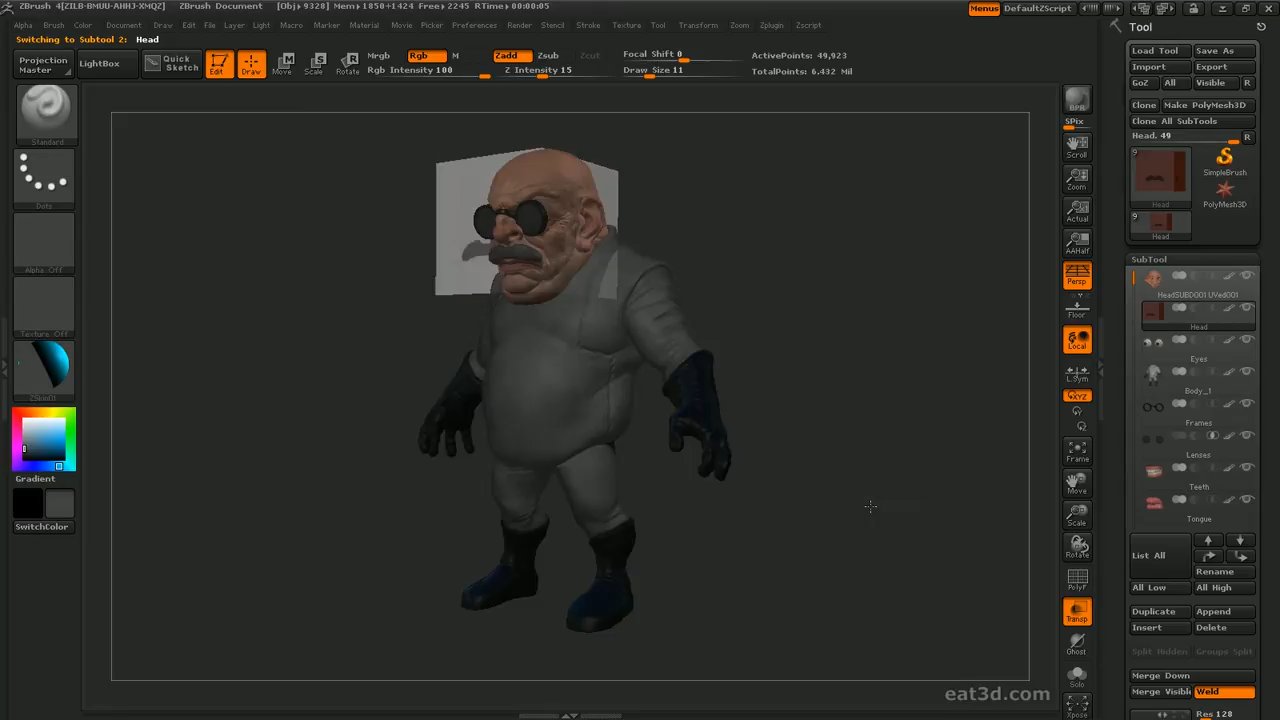 ZBrush 4[ZILB-BMUU-AHHJ-XMQZ] ZBrush Document [Obj]9328] Mem>1850+1424 Free>2245 RTime>00:00:05 Menus DefaultZScript
Alpha Brush Color Document Draw Edit File Layer Light Macro Marker Material Movie Picker Preferences Render Stencil Stroke Texture Tool Transform Zoom Zplugin Zscript
Switching to Subtool 2: Head
Projection Master
LightBox
Quick Sketch
Edit
Draw
Move
Scale
Rotate
Mrgb Rgb M
Rgb Intensity 100
Zadd Zsub Zcut
Z Intensity 15
Focal Shift 0
Draw Size 11
ActivePoints: 49,923
TotalPoints: 6.432 Mil
Standard
Dots
Alpha Off
Texture Off
Gradient
SwitchColor
BPR
SPix
Scroll
Zoom
Actual
AAHalf
Persp
Floor
Local
L.Sym
XYZ
Frame
Move
Scale
Rotate
PolyF
Transp
Ghost
Solo
Xpose
Tool
Load Tool Save As
Import Export
GoZ All Visible R
Clone Make PolyMesh3D
Clone All SubTools
Head. 49 R
9
Head
SimpleBrush
PolyMesh3D
9
Head
SubTool
HeadSUBD001 UVed001
Head
Eyes
Body_1
Frames
Lenses
Teeth
Tongue
List All
Rename
All Low All High
Duplicate Append
Insert Delete
Split Hidden Groups Split
Merge Down
Merge Visibl Weld
Res 128
eat3d.com